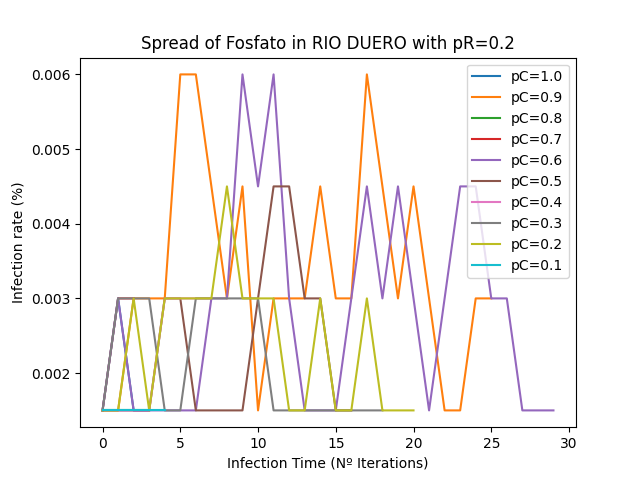 Spread of Fosfato in RIO DUERO with pR=0.2
Infection rate (%)
0.006
0.005
0.004
0.003
0.002
0
5
10
15
20
25
30
Infection Time (Nº Iterations)
pC=1.0
pC=0.9
pC=0.8
pC=0.7
pC=0.6
pC=0.5
pC=0.4
pC=0.3
pC=0.2
pC=0.1